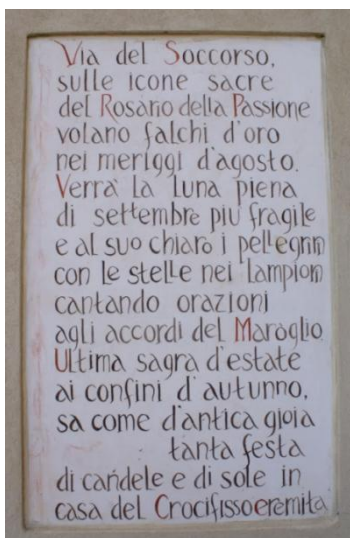 Via del Soccorso,
sulle icone sacre
del Rosario della Passione
volano falchi d'oro
nei meriggi d'agosto.
Verrà la luna piena
di settembre più fragile
e al suo chiaro i pellegrini
con le stelle nei lampioni
cantando orazioni
agli accordi del Maroglio.
Ultima sagra d'estate
ai confini d'autunno,
sa come d'antica gioia
tanta festa
di candele e di sole in
casa del Crocifisso eremita